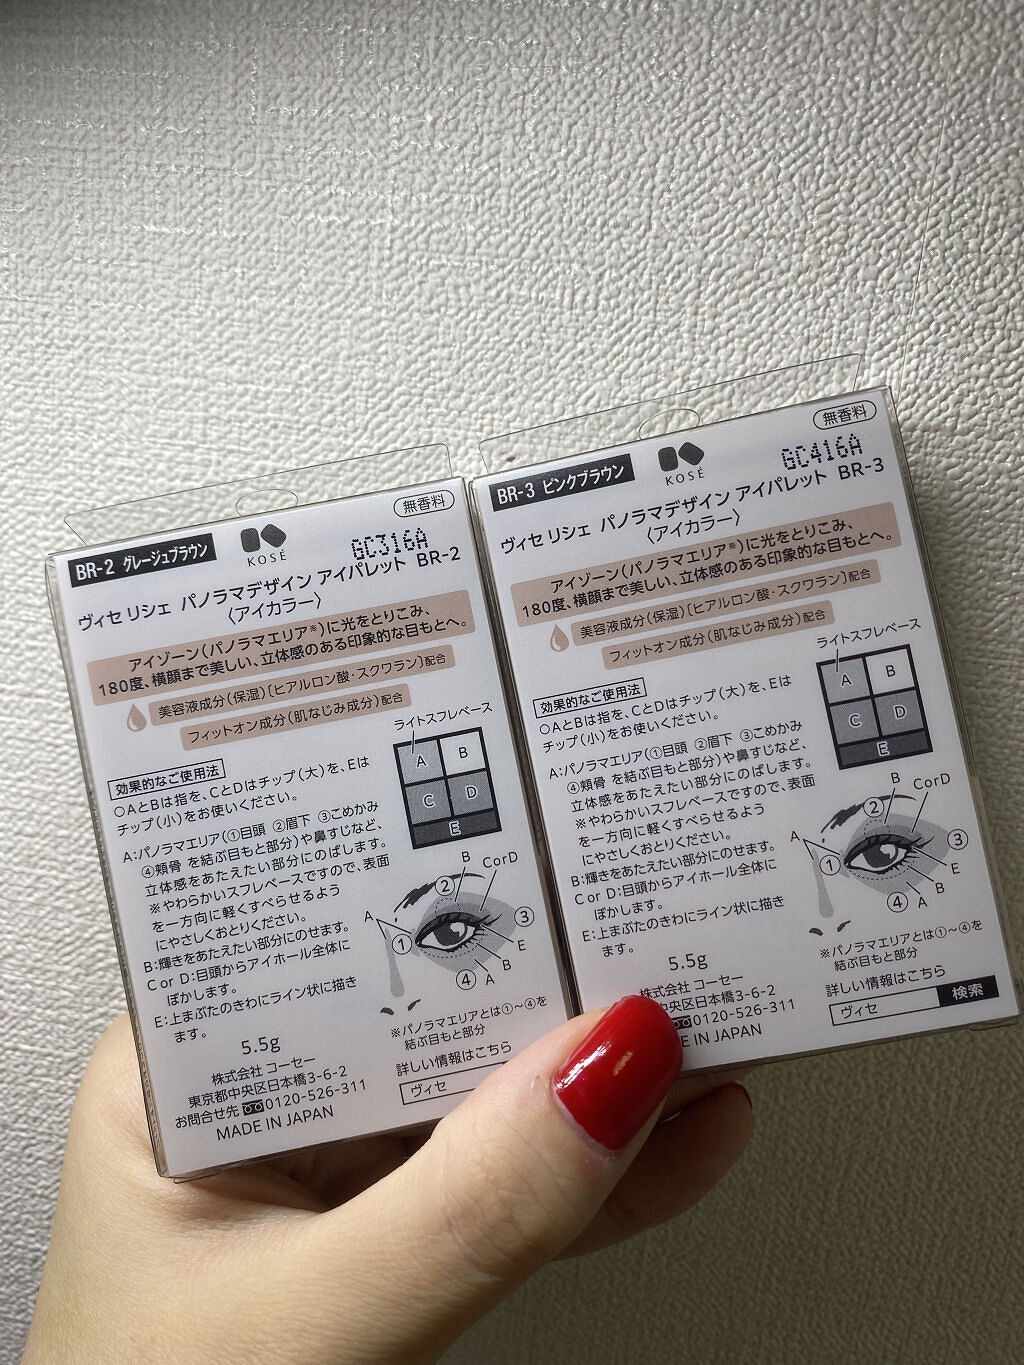 BR-2 グレージュブラウン
KOSÉ
無香料
GC316A
ヴィセ リシェ パノラマデザイン アイパレット BR-2
〈アイカラー〉
アイゾーン(パノラマエリア※)に光をとりこみ、
180度、横顔まで美しい、立体感のある印象的な目もとへ。
美容液成分(保湿)〔ヒアルロン酸・スクワラン〕配合
フィットオン成分(肌なじみ成分)配合
ライトスフレベース
A
B
C
D
E
効果的なご使用法
○AとBは指を、CとDはチップ(大)を、Eは
チップ(小)をお使いください。
A:パノラマエリア(①目頭 ②眉下 ③こめかみ
④頬骨 を結ぶ目もと部分)や鼻すじなど、
立体感をあたえたい部分にのばします。
※やわらかいスフレベースですので、表面
を一方向に軽くすべらせるよう
にやさしくおとりください。
B:輝きをあたえたい部分にのせます。
C or D:目頭からアイホール全体に
ぼかします。
E:上まぶたのきわにライン状に描き
ます。
B
CorD
②
A
①
③
E
B
④
A
※パノラマエリアとは①~④を
結ぶ目もと部分
5.5g
株式会社 コーセー
東京都中央区日本橋3-6-2
お問合せ先 0120-526-311
MADE IN JAPAN
詳しい情報はこちら
ヴィセ
BR-3 ピンクブラウン
KOSÉ
無香料
GC416A
ヴィセ リシェ パノラマデザイン アイパレット BR-3
〈アイカラー〉
アイゾーン(パノラマエリア※)に光をとりこみ、
180度、横顔まで美しい、立体感のある印象的な目もとへ。
美容液成分(保湿)〔ヒアルロン酸・スクワラン〕配合
フィットオン成分(肌なじみ成分)配合
ライトスフレベース
A
B
C
D
E
効果的なご使用法
○AとBは指を、CとDはチップ(大)を、Eは
チップ(小)をお使いください。
A:パノラマエリア(①目頭 ②眉下 ③こめかみ
④頬骨 を結ぶ目もと部分)や鼻すじなど、
立体感をあたえたい部分にのばします。
※やわらかいスフレベースですので、表面
を一方向に軽くすべらせるよう
にやさしくおとりください。
B:輝きをあたえたい部分にのせます。
C or D:目頭からアイホール全体に
ぼかします。
E:上まぶたのきわにライン状に描き
ます。
B
CorD
②
A
①
③
E
B
④
A
※パノラマエリアとは①~④を
結ぶ目もと部分
5.5g
株式会社 コーセー
中央区日本橋3-6-2
0120-526-311
IN JAPAN
詳しい情報はこちら
ヴィセ 検索